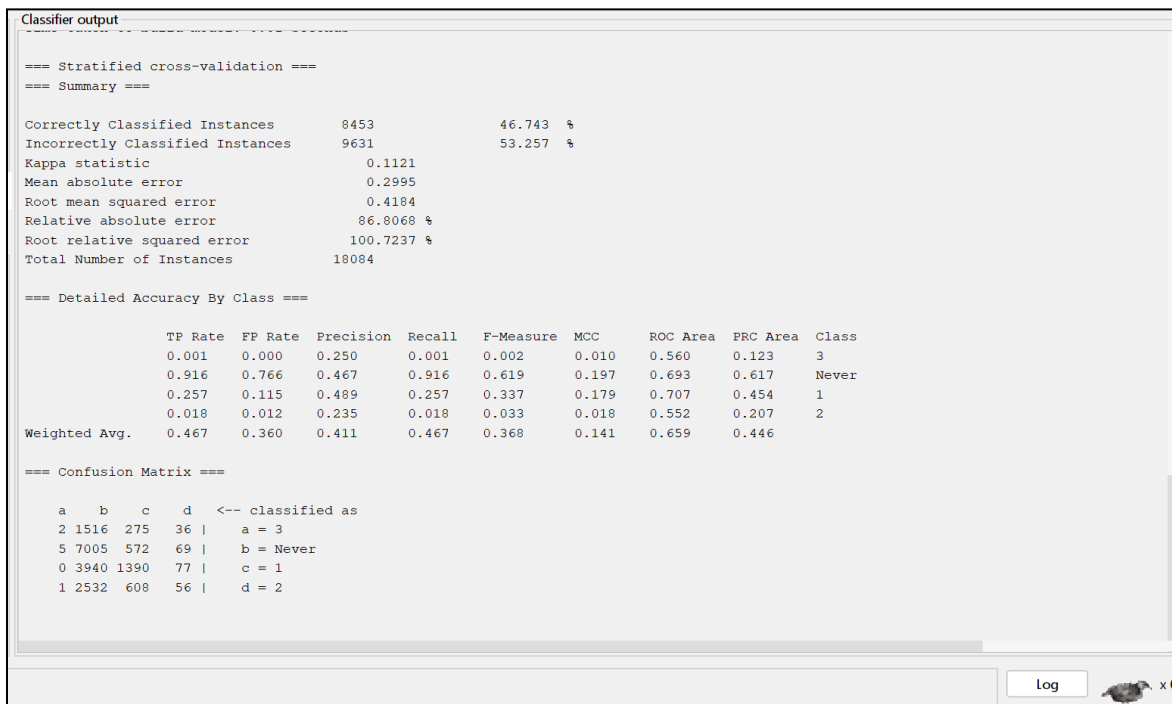 Classifier output
=== Stratified cross-validation ===
=== Summary ===
Correctly Classified Instances 8453 46.743 %
Incorrectly Classified Instances 9631 53.257 %
Kappa statistic 0.1121
Mean absolute error 0.2995
Root mean squared error 0.4184
Relative absolute error 86.8068 %
Root relative squared error 100.7237 %
Total Number of Instances 18084
=== Detailed Accuracy By Class ===
TP Rate FP Rate Precision Recall F-Measure MCC ROC Area PRC Area Class
0.001 0.000 0.250 0.001 0.002 0.010 0.560 0.123 3
0.916 0.766 0.467 0.916 0.619 0.197 0.693 0.617 Never
0.257 0.115 0.489 0.257 0.337 0.179 0.707 0.454 1
0.018 0.012 0.235 0.018 0.033 0.018 0.552 0.207 2
Weighted Avg. 0.467 0.360 0.411 0.467 0.368 0.141 0.659 0.446
=== Confusion Matrix ===
a b c d <-- classified as
2 1516 275 36 | a = 3
5 7005 572 69 | b = Never
0 3940 1390 77 | c = 1
1 2532 608 56 | d = 2
Log